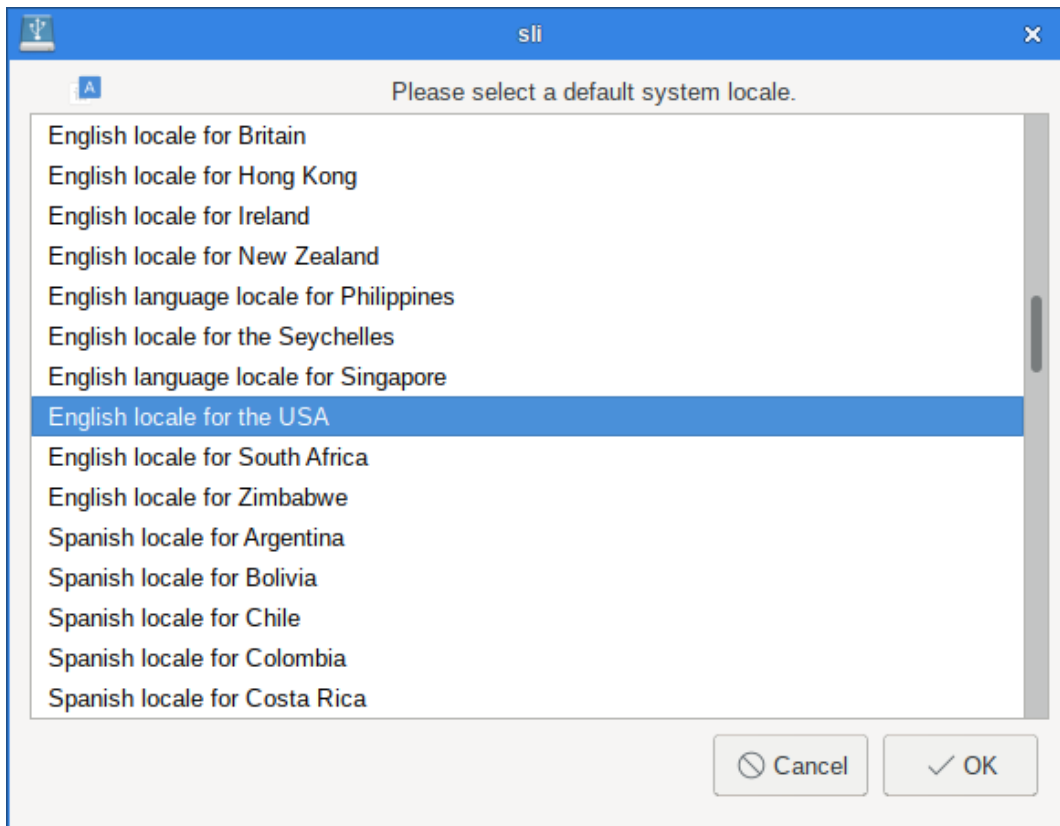 sli
Please select a default system locale.
English locale for Britain
English locale for Hong Kong
English locale for Ireland
English locale for New Zealand
English language locale for Philippines
English locale for the Seychelles
English language locale for Singapore
English locale for the USA
English locale for South Africa
English locale for Zimbabwe
Spanish locale for Argentina
Spanish locale for Bolivia
Spanish locale for Chile
Spanish locale for Colombia
Spanish locale for Costa Rica
Cancel OK